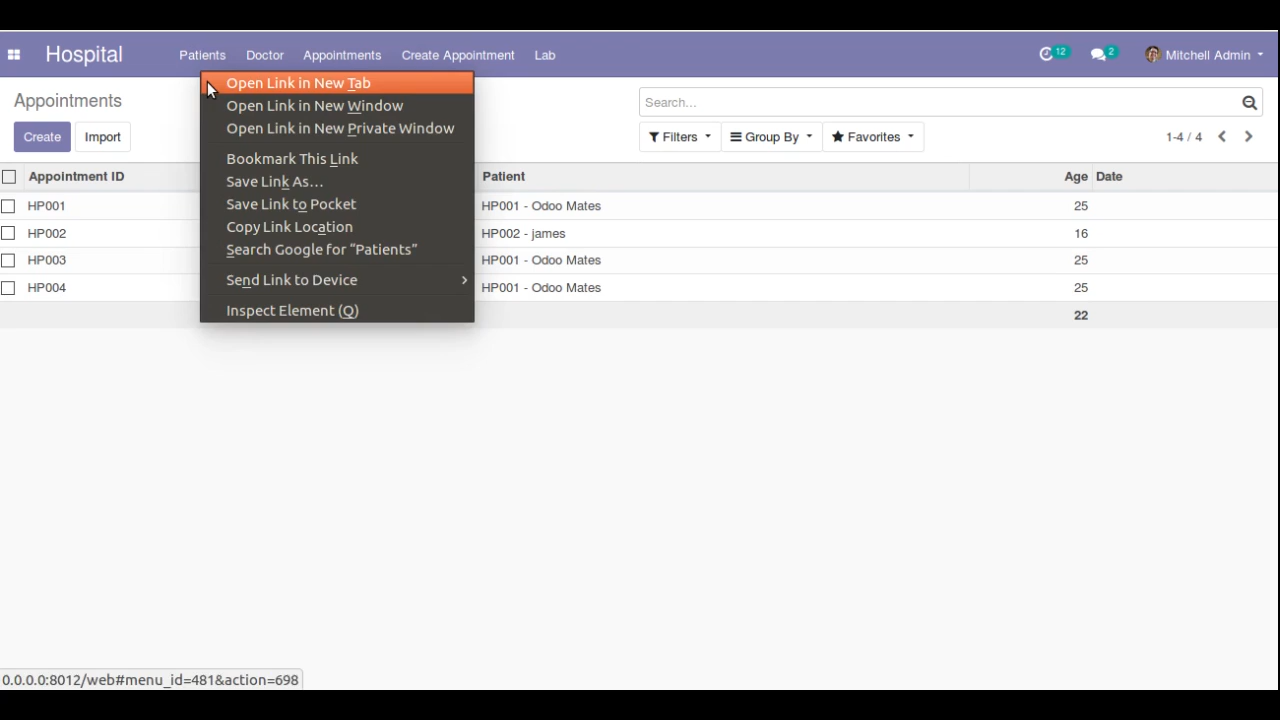 Hospital Patients Doctor Appointments Create Appointment Lab 12 2 Mitchell Admin
Appointments
Search...
Create Import
Filters Group By Favorites 1-4 / 4
Open Link in New Tab
Open Link in New Window
Open Link in New Private Window
Bookmark This Link
Save Link As...
Save Link to Pocket
Copy Link Location
Search Google for “Patients”
Send Link to Device
Inspect Element (Q)
Appointment ID Patient Age Date
HP001 HP001 - Odoo Mates 25
HP002 HP002 - james 16
HP003 HP001 - Odoo Mates 25
HP004 HP001 - Odoo Mates 25
22
0.0.0.0:8012/web#menu_id=481&action=698